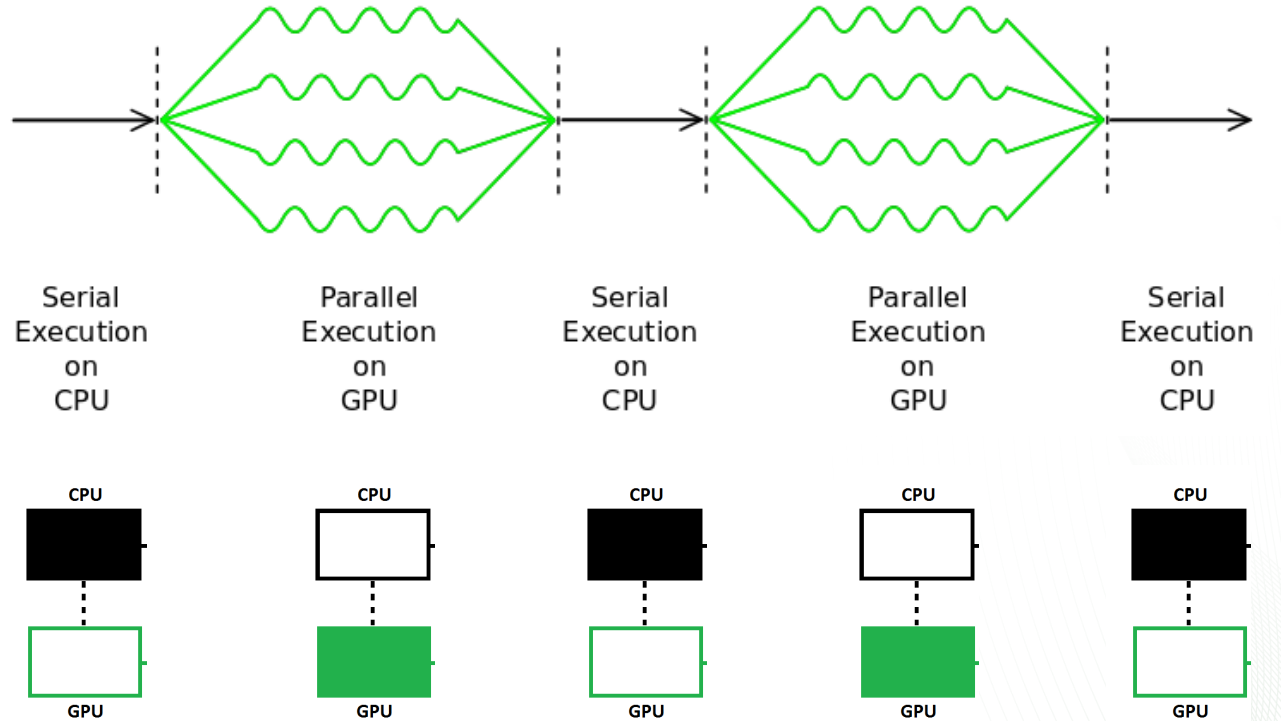 Serial
Execution
on
CPU
Parallel
Execution
on
GPU
Serial
Execution
on
CPU
Parallel
Execution
on
GPU
Serial
Execution
on
CPU
CPU
CPU
CPU
CPU
CPU
GPU
GPU
GPU
GPU
GPU